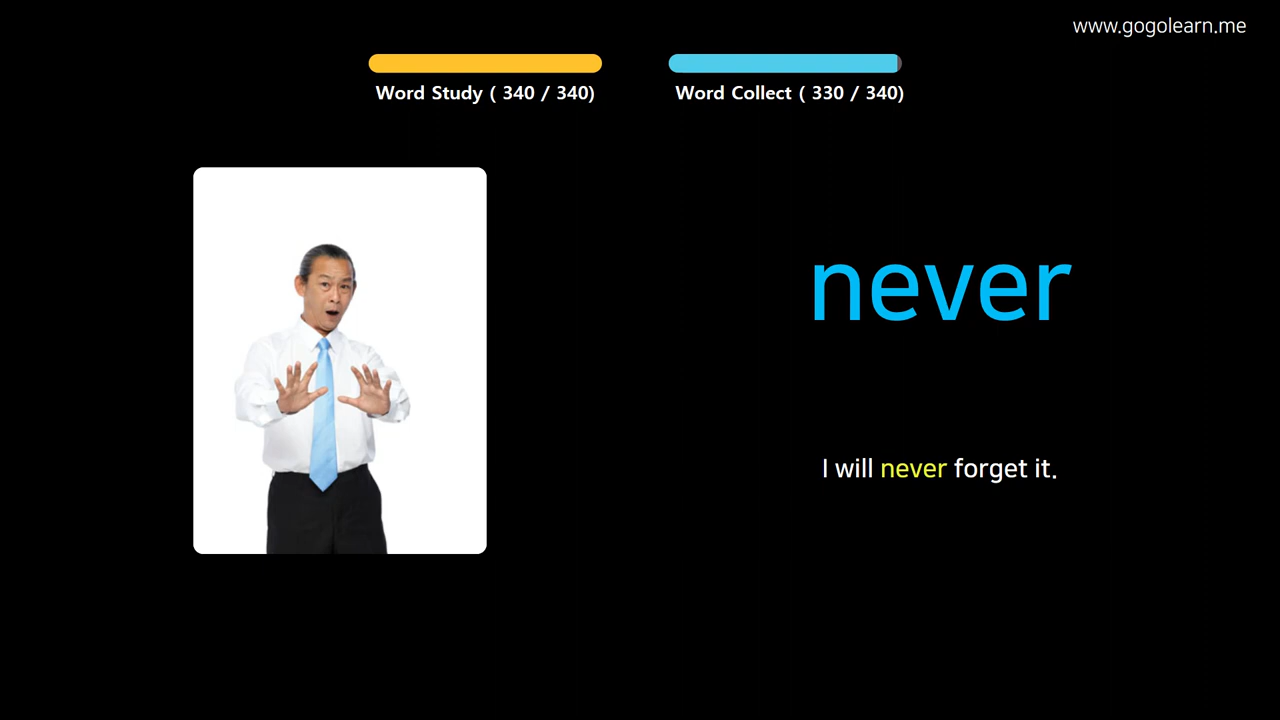 www.gogolearn.me
Word Study ( 340 / 340)
Word Collect ( 330 / 340)
never
I will never forget it.